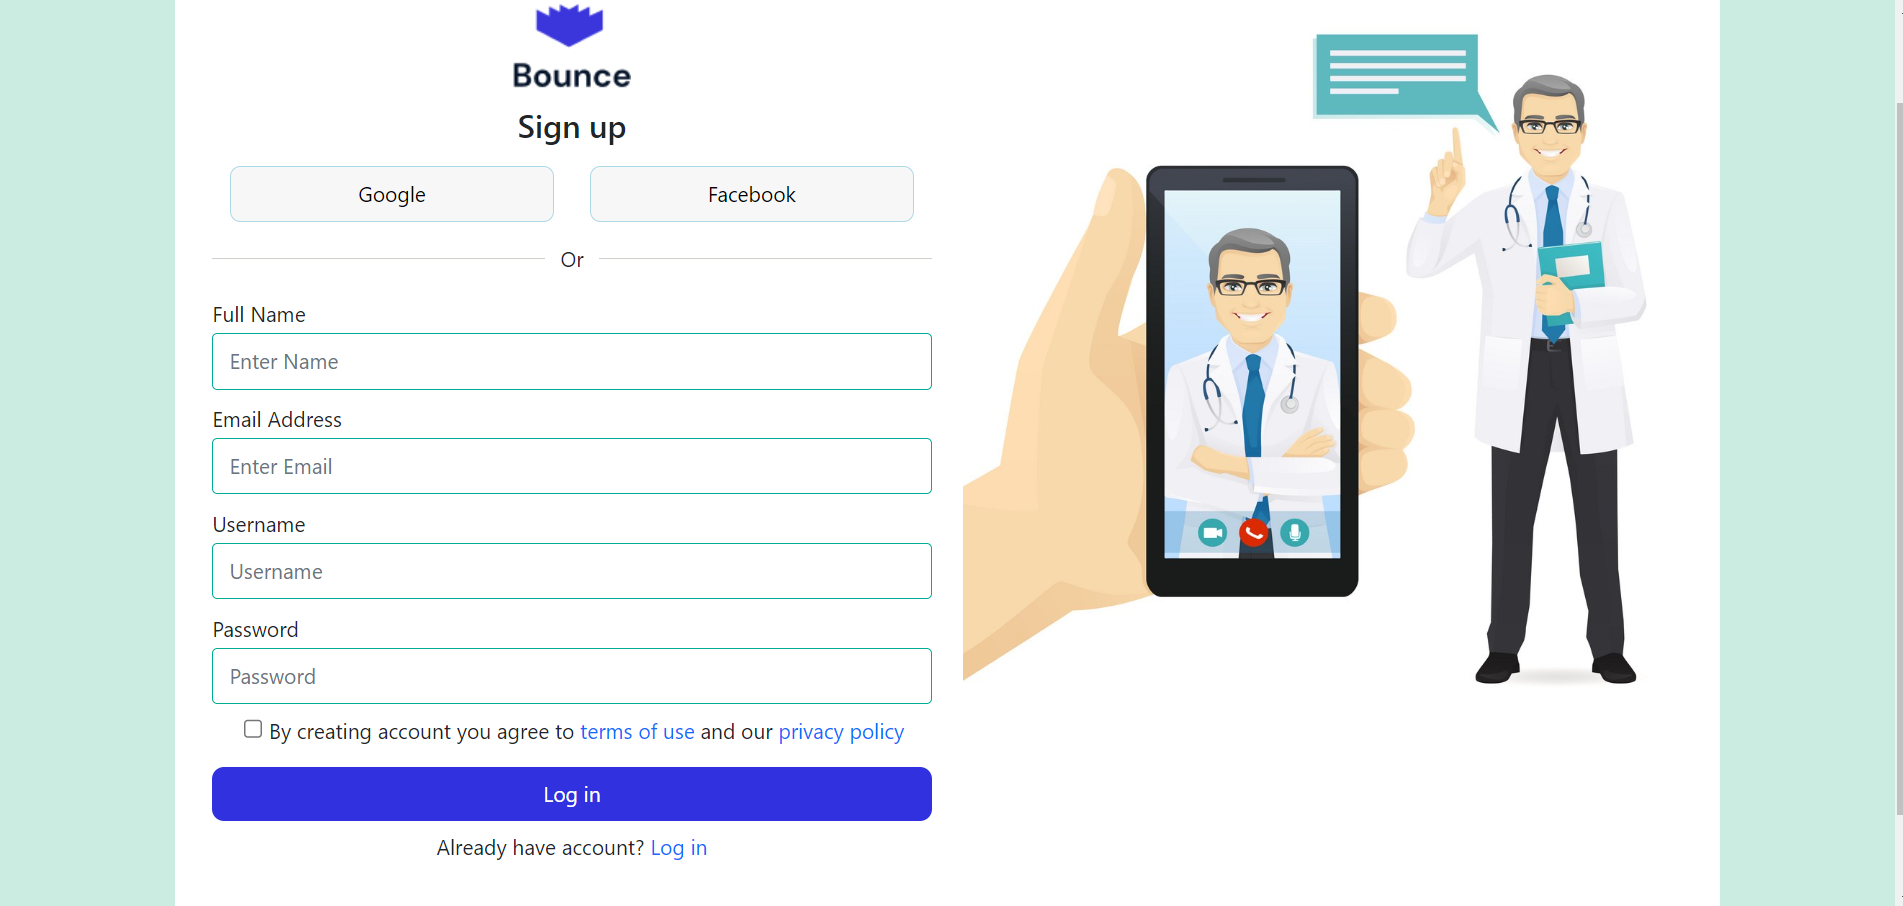 Bounce
Sign up
Google
Facebook
Or
Full Name
Enter Name
Email Address
Enter Email
Username
Username
Password
Password
By creating account you agree to terms of use and our privacy policy
Log in
Already have account? Log in